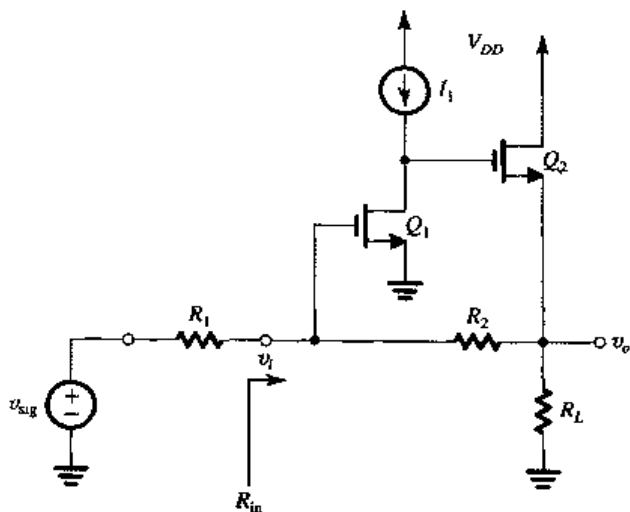 V_DD
I_1
Q_2
Q_1
R_1
R_2
v_i
v_o
v_sig
+
−
R_L
R_in